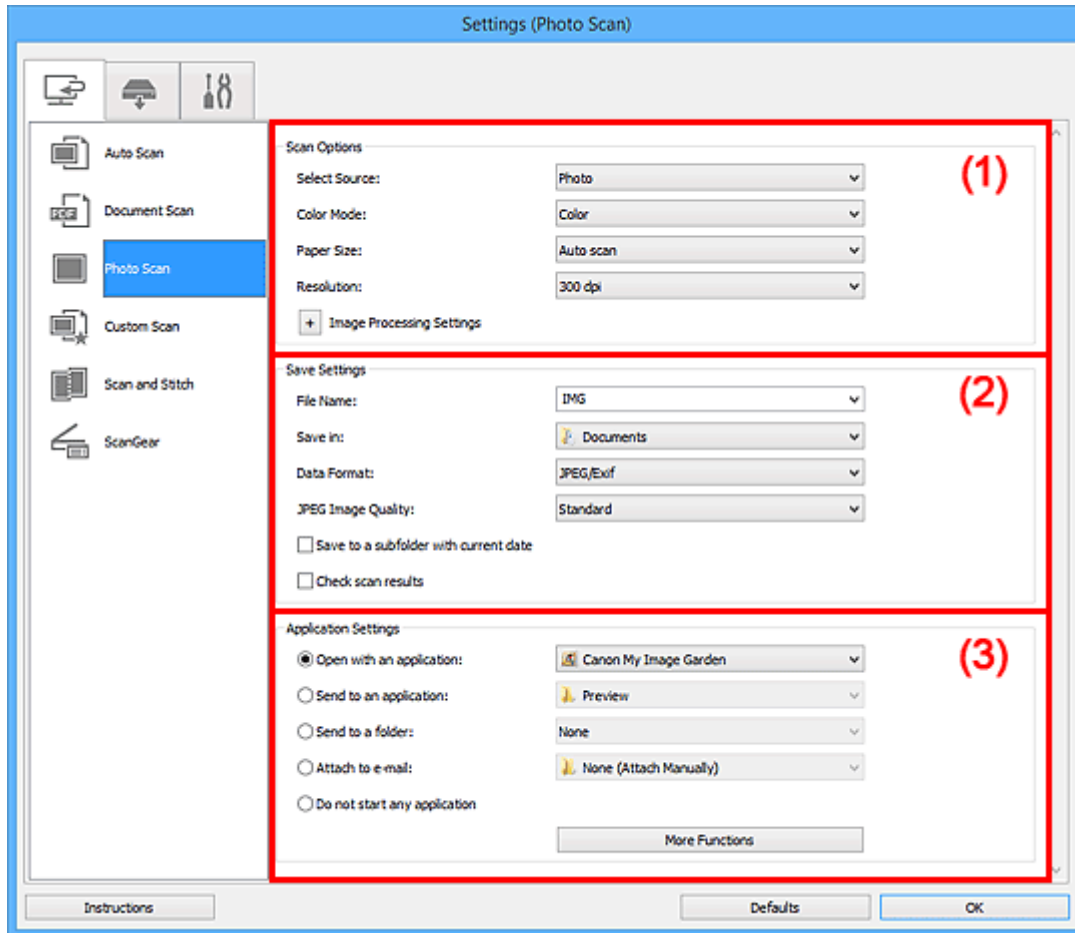 Settings (Photo Scan)
Auto Scan
PDF
Document Scan
Photo Scan
Custom Scan
Scan and Stitch
ScanGear
Scan Options
(1)
Select Source: Photo
Color Mode: Color
Paper Size: Auto scan
Resolution: 300 dpi
+ Image Processing Settings
Save Settings
(2)
File Name: IMG
Save in: Documents
Data Format: JPEG/Exif
JPEG Image Quality: Standard
Save to a subfolder with current date
Check scan results
Application Settings
(3)
Open with an application: Canon My Image Garden
Send to an application: Preview
Send to a folder: None
Attach to e-mail: None (Attach Manually)
Do not start any application
More Functions
Instructions Defaults OK